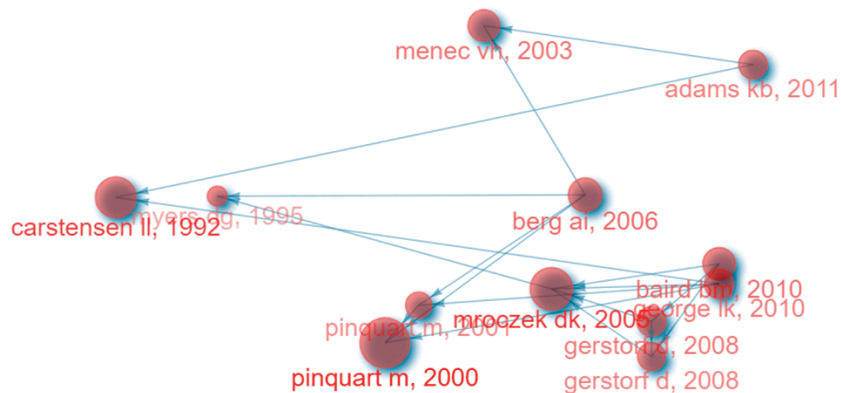 menec vh, 2003
adams kb, 2011
myers dg, 1995
carstensen ll, 1992
berg ai, 2006
baird bm, 2010
george lk, 2010
mroczek dk, 2005
pinquart m, 2001
gerstorf d, 2008
pinquart m, 2000
gerstorf d, 2008